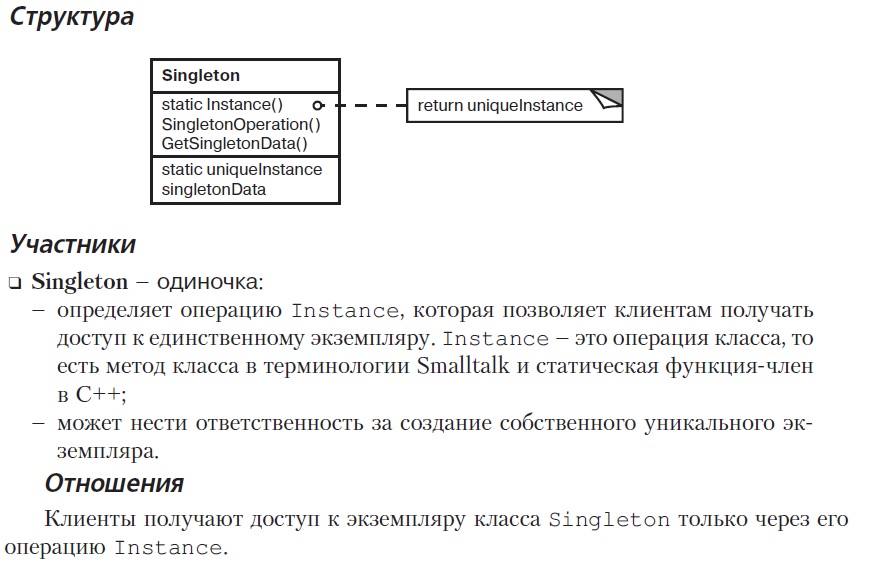 Структура
Singleton
static Instance()
SingletonOperation()
GetSingletonData()
static uniqueInstance
singletonData
return uniqueInstance
Участники
Singleton – одиночка:
– определяет операцию Instance, которая позволяет клиентам получать
доступ к единственному экземпляру. Instance – это операция класса, то
есть метод класса в терминологии Smalltalk и статическая функция-член
в C++;
– может нести ответственность за создание собственного уникального эк-
земпляра.
Отношения
Клиенты получают доступ к экземпляру класса Singleton только через его
операцию Instance.